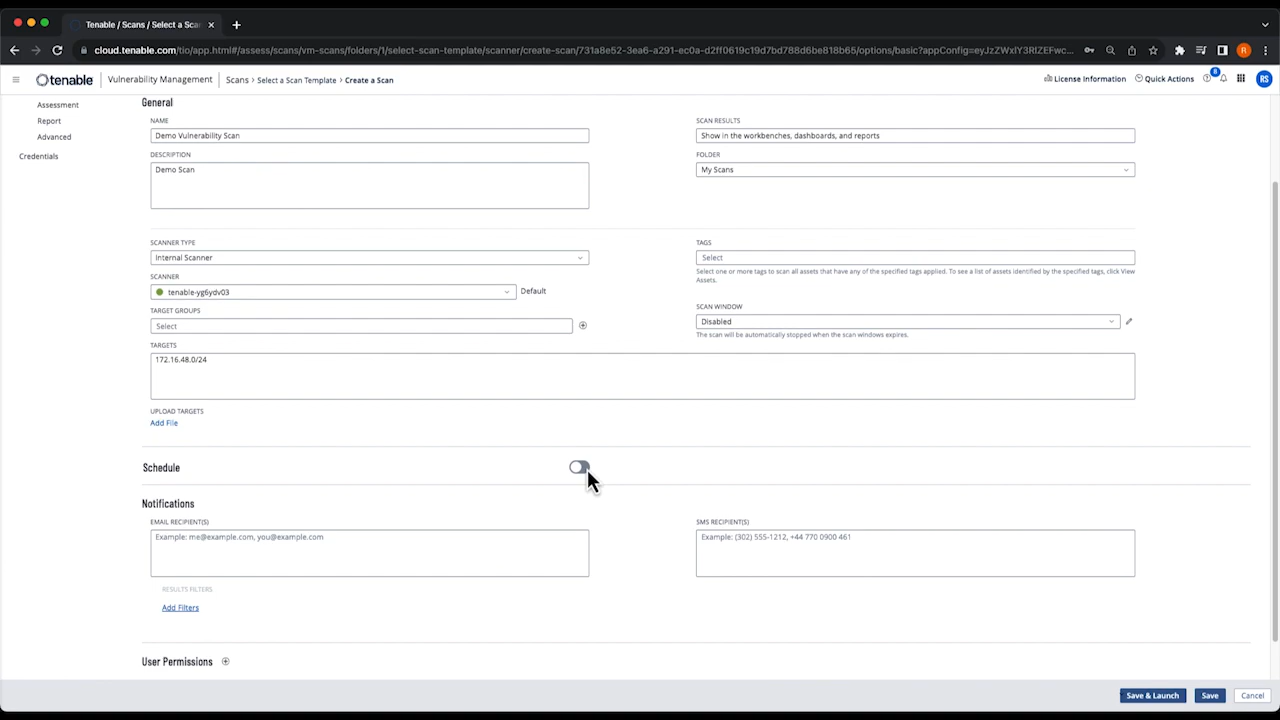 Tenable / Scans / Select a Sca
cloud.tenable.com/tio/app.html#/assess/scans/vm-scans/folders/1/select-scan-template/scanner/create-scan/731a8e52-3ea6-a291-ec0a-d2ff0619c19d7bd788d6be818b65/options/basic?appConfig=eyJzZWxlY3RlZEFwc...
R
tenable
Vulnerability Management
Scans > Select a Scan Template > Create a Scan
License Information
Quick Actions
8
RS
Assessment
Report
Advanced
Credentials
General
NAME
Demo Vulnerability Scan
SCAN RESULTS
Show in the workbenches, dashboards, and reports
DESCRIPTION
Demo Scan
FOLDER
My Scans
SCANNER TYPE
Internal Scanner
TAGS
Select
Select one or more tags to scan all assets that have any of the specified tags applied. To see a list of assets identified by the specified tags, click View
Assets.
SCANNER
tenable-yg6ydv03
Default
TARGET GROUPS
Select
SCAN WINDOW
Disabled
The scan will be automatically stopped when the scan windows expires.
TARGETS
172.16.48.0/24
UPLOAD TARGETS
Add File
Schedule
Notifications
EMAIL RECIPIENT(S)
Example: me@example.com, you@example.com
SMS RECIPIENT(S)
Example: (302) 555-1212, +44 770 0900 461
RESULTS FILTERS
Add Filters
User Permissions
Save & Launch
Save
Cancel